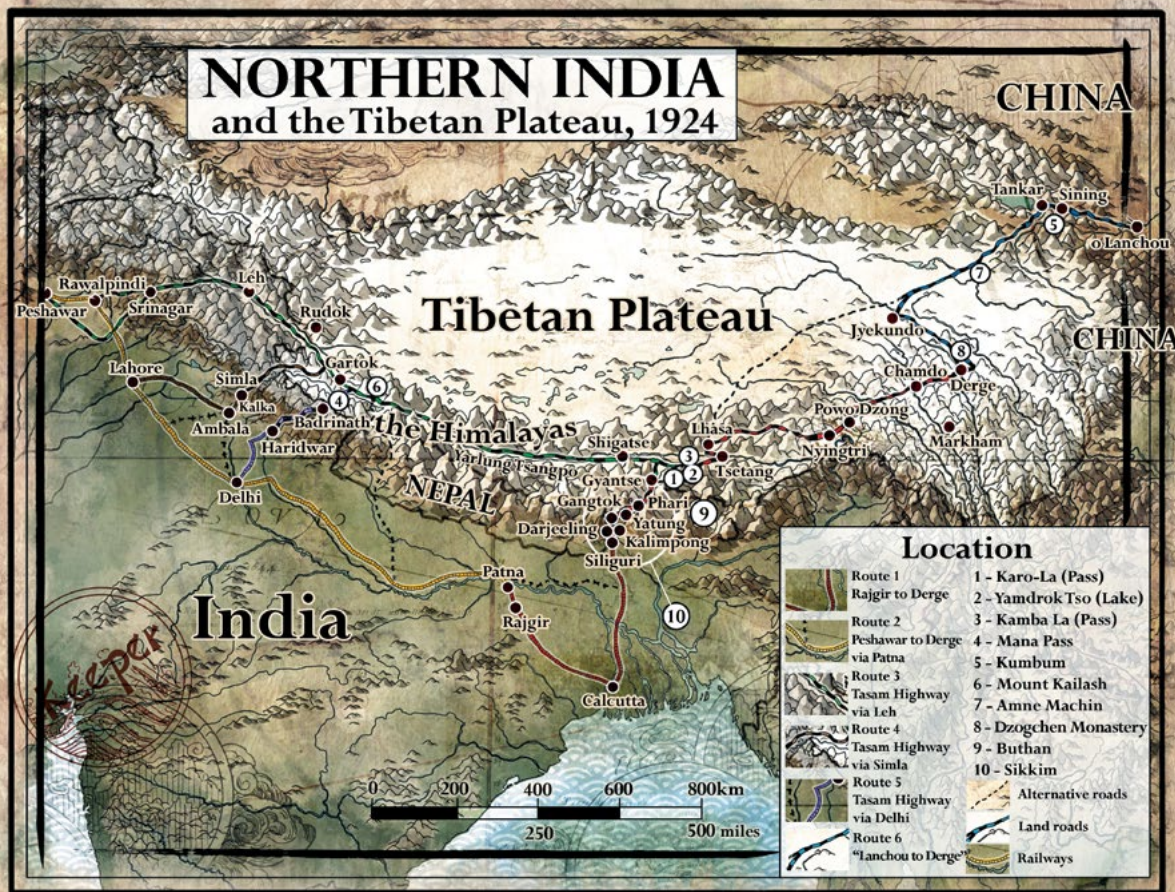 NORTHERN INDIA
and the Tibetan Plateau, 1924
CHINA
Tankar
Sining
o Lanchou
Rawalpindi
Peshawar
Srinagar
Leh
Rudok
Tibetan Plateau
Jyekundo
CHINA
Lahore
Simla
Gartok
Kalka
Ambala
Badrinath
Haridwar
the Himalayas
Chamdo
Derge
Powo Dzong
Markham
Nyingtri
Lhasa
Tsetang
Shigatse
Yarlung Tsangpo
Gyantse
NEPAL
Delhi
Gangtok
Phari
Darjeeling
Yatung
Kalimpong
Siliguri
Patna
Rajgir
India
Calcutta
Keeper
1
2
3
4
5
6
7
8
9
10
0 200 400 600 800km
250 500 miles
Location
Route 1
Rajgir to Derge
Route 2
Peshawar to Derge
via Patna
Route 3
Tasam Highway
via Leh
Route 4
Tasam Highway
via Simla
Route 5
Tasam Highway
via Delhi
Route 6
"Lanchou to Derge"
1 - Karo-La (Pass)
2 - Yamdrok Tso (Lake)
3 - Kamba La (Pass)
4 - Mana Pass
5 - Kumbum
6 - Mount Kailash
7 - Amne Machin
8 - Dzogchen Monastery
9 - Buthan
10 - Sikkim
Alternative roads
Land roads
Railways